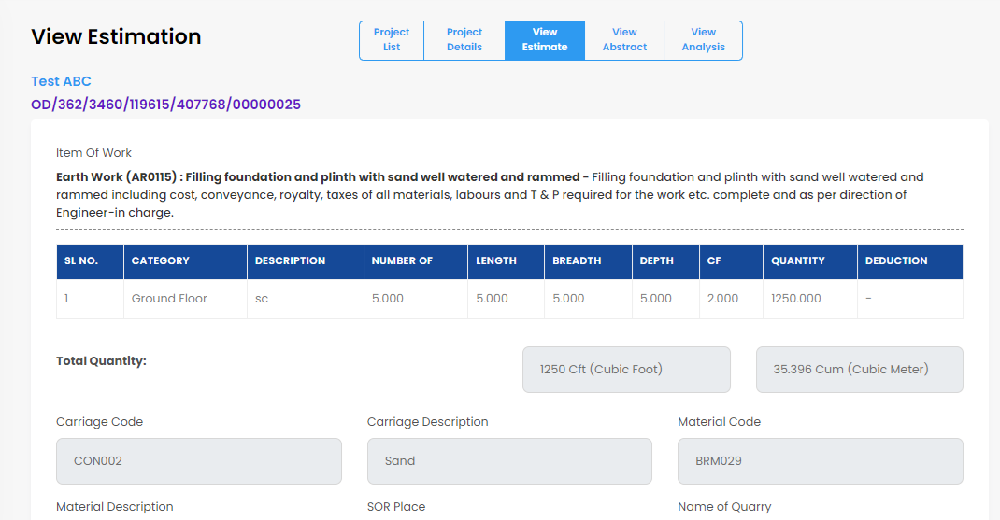 View Estimation
Project List
Project Details
View Estimate
View Abstract
View Analysis
Test ABC
OD/362/3460/119615/407768/00000025
Item Of Work
Earth Work (AR0115) : Filling foundation and plinth with sand well watered and rammed - Filling foundation and plinth with sand well watered and
rammed including cost, conveyance, royalty, taxes of all materials, labours and T & P required for the work etc. complete and as per direction of
Engineer-in charge.
SL NO. CATEGORY DESCRIPTION NUMBER OF LENGTH BREADTH DEPTH CF QUANTITY DEDUCTION
1 Ground Floor sc 5.000 5.000 5.000 5.000 2.000 1250.000 -
Total Quantity: 1250 Cft (Cubic Foot) 35.396 Cum (Cubic Meter)
Carriage Code Carriage Description Material Code
CON002 Sand BRM029
Material Description SOR Place Name of Quarry